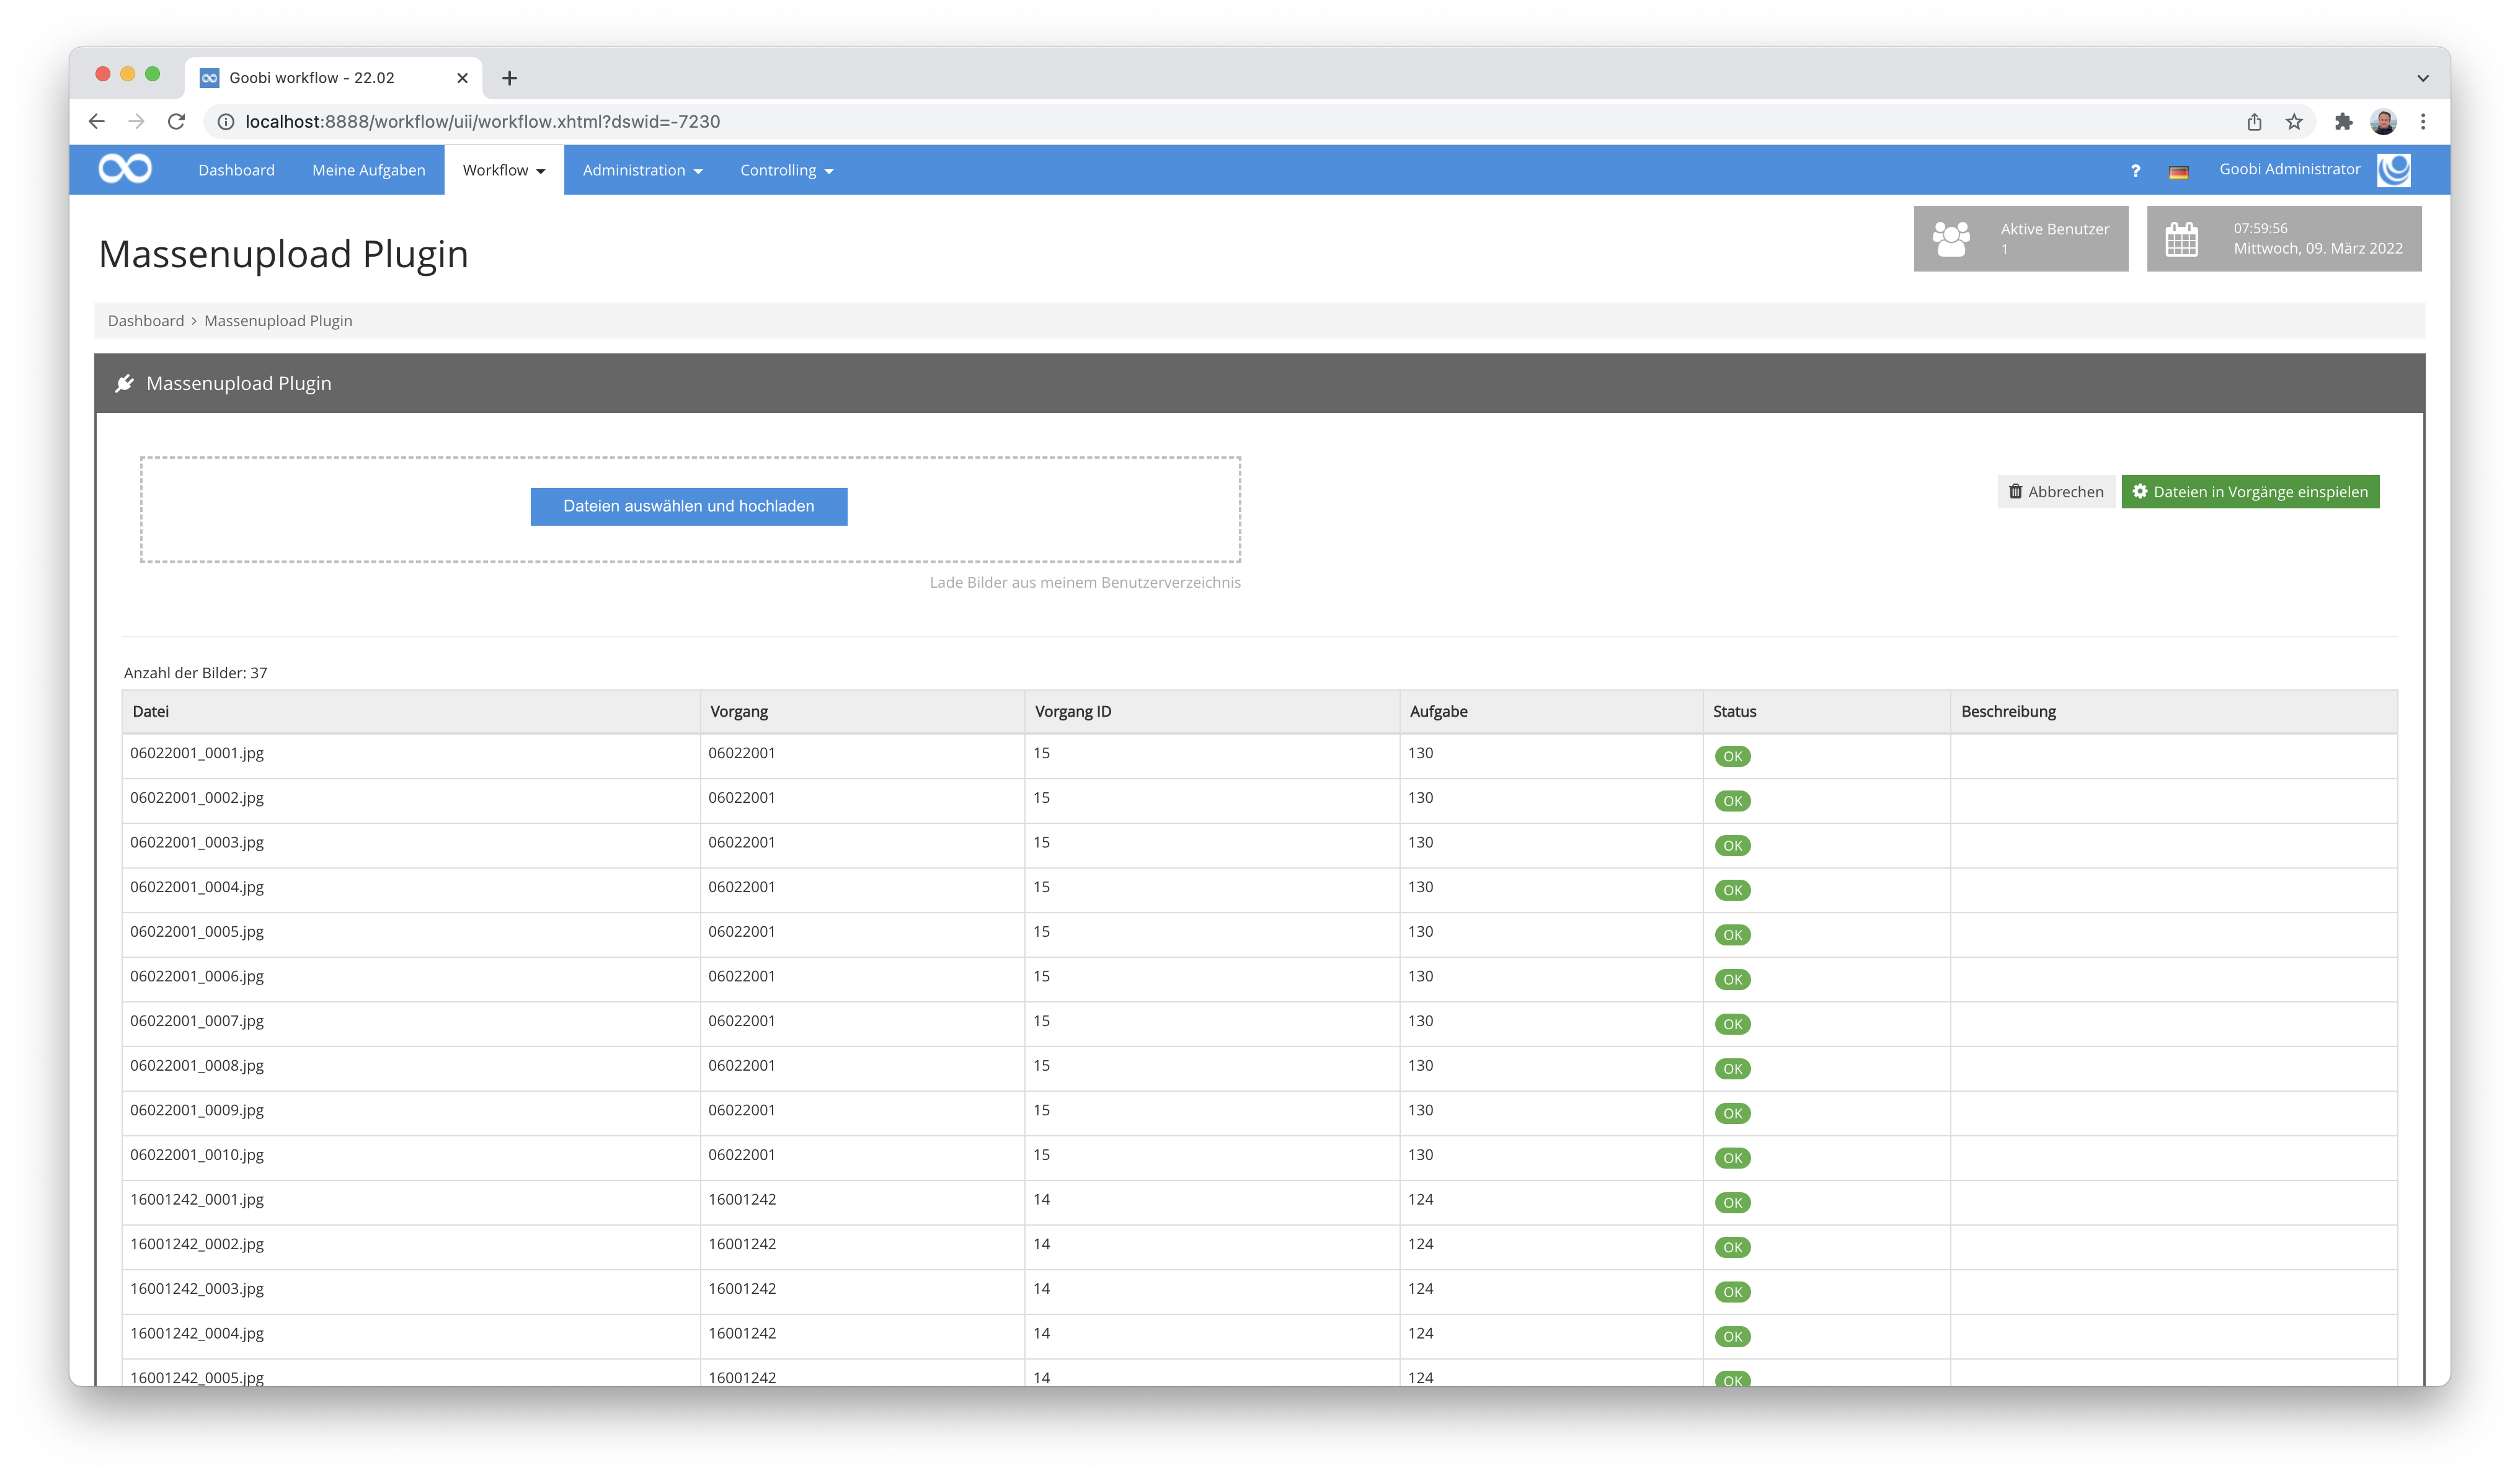 Goobi workflow - 22.02
localhost:8888/workflow/uii/workflow.xhtml?dswid=-7230
Dashboard Meine Aufgaben Workflow Administration Controlling ? Goobi Administrator
Massenupload Plugin
Aktive Benutzer
1
07:59:56
Mittwoch, 09. März 2022
Dashboard › Massenupload Plugin
Massenupload Plugin
Dateien auswählen und hochladen
Abbrechen Dateien in Vorgänge einspielen
Lade Bilder aus meinem Benutzerverzeichnis
Anzahl der Bilder: 37
Datei Vorgang Vorgang ID Aufgabe Status Beschreibung
06022001_0001.jpg 06022001 15 130 OK
06022001_0002.jpg 06022001 15 130 OK
06022001_0003.jpg 06022001 15 130 OK
06022001_0004.jpg 06022001 15 130 OK
06022001_0005.jpg 06022001 15 130 OK
06022001_0006.jpg 06022001 15 130 OK
06022001_0007.jpg 06022001 15 130 OK
06022001_0008.jpg 06022001 15 130 OK
06022001_0009.jpg 06022001 15 130 OK
06022001_0010.jpg 06022001 15 130 OK
16001242_0001.jpg 16001242 14 124 OK
16001242_0002.jpg 16001242 14 124 OK
16001242_0003.jpg 16001242 14 124 OK
16001242_0004.jpg 16001242 14 124 OK
16001242_0005.jpg 16001242 14 124 OK